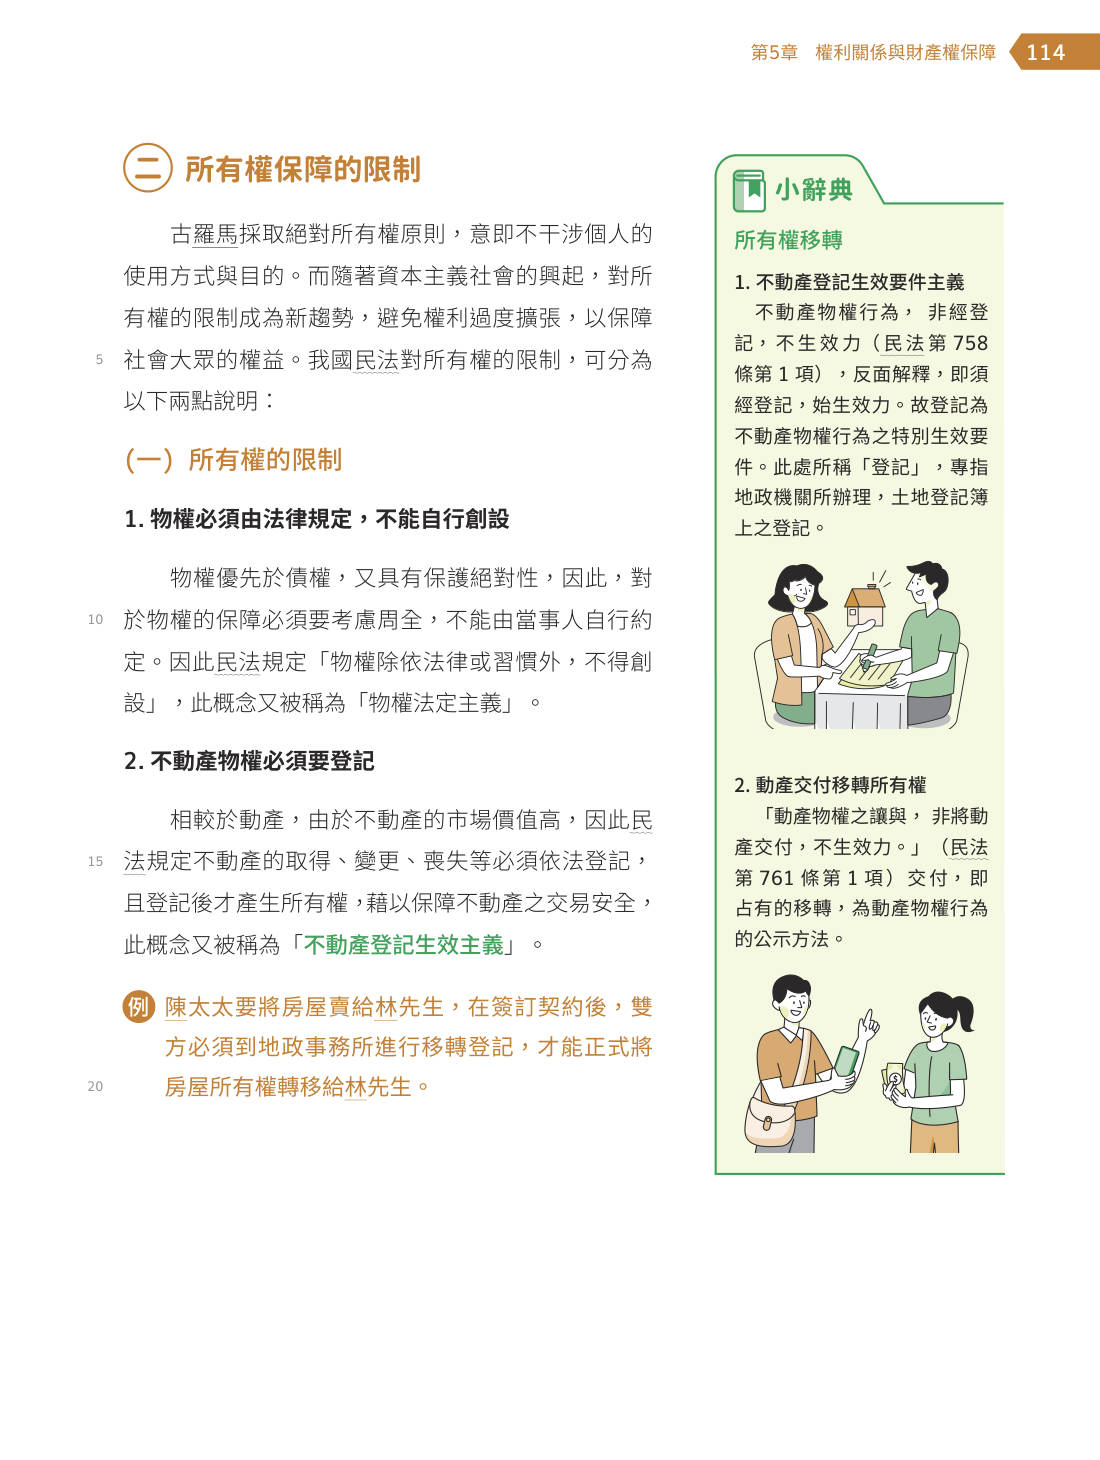 第5章　權利關係與財產權保障 114
二 所有權保障的限制
古羅馬採取絕對所有權原則，意即不干涉個人的
使用方式與目的。而隨著資本主義社會的興起，對所
有權的限制成為新趨勢，避免權利過度擴張，以保障
5 社會大眾的權益。我國民法對所有權的限制，可分為
以下兩點說明：
(一) 所有權的限制
1. 物權必須由法律規定，不能自行創設
物權優先於債權，又具有保護絕對性，因此，對
10 於物權的保障必須要考慮周全，不能由當事人自行約
定。因此民法規定「物權除依法律或習慣外，不得創
設」，此概念又被稱為「物權法定主義」。
2. 不動產物權必須要登記
相較於動產，由於不動產的市場價值高，因此民
15 法規定不動產的取得、變更、喪失等必須依法登記，
且登記後才產生所有權，藉以保障不動產之交易安全，
此概念又被稱為「不動產登記生效主義」。
例 陳太太要將房屋賣給林先生，在簽訂契約後，雙
方必須到地政事務所進行移轉登記，才能正式將
20 房屋所有權轉移給林先生。
小辭典
所有權移轉
1. 不動產登記生效要件主義
不動產物權行為， 非經登
記，不生效力（民法第 758
條第 1 項），反面解釋，即須
經登記，始生效力。故登記為
不動產物權行為之特別生效要
件。此處所稱「登記」，專指
地政機關所辦理，土地登記簿
上之登記。
2. 動產交付移轉所有權
「動產物權之讓與， 非將動
產交付，不生效力。」（民法
第 761 條第 1 項）交付，即
占有的移轉，為動產物權行為
的公示方法。
$